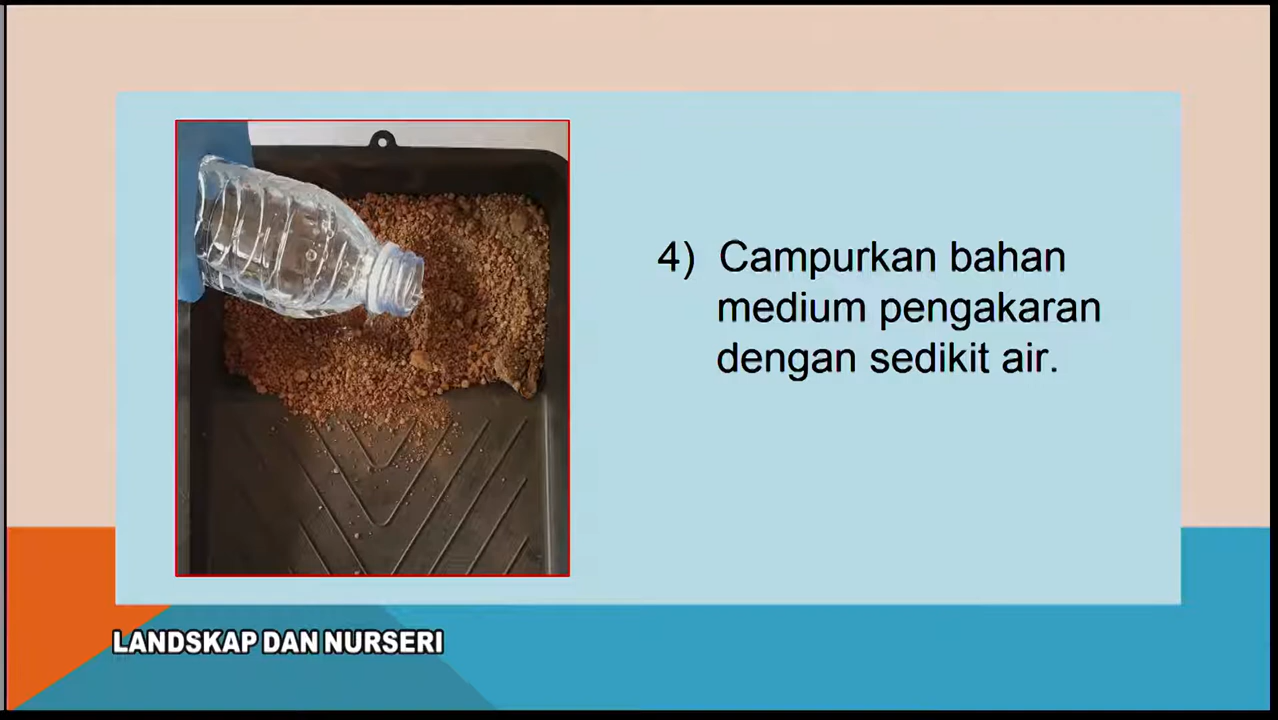 4) Campurkan bahan
medium pengakaran
dengan sedikit air.
LANDSKAP DAN NURSERI